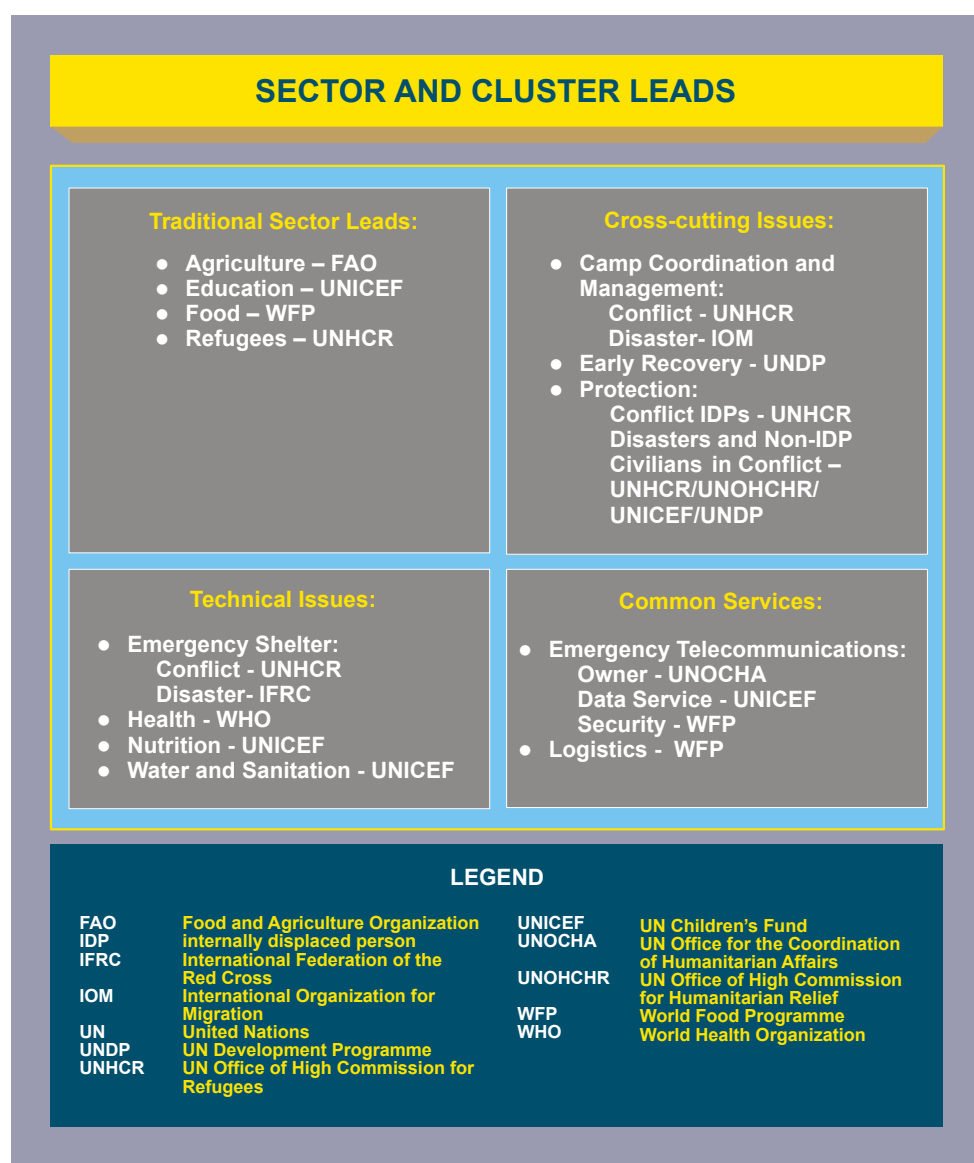 SECTOR AND CLUSTER LEADS
Traditional Sector Leads:
● Agriculture – FAO
● Education – UNICEF
● Food – WFP
● Refugees – UNHCR
Cross-cutting Issues:
● Camp Coordination and
Management:
Conflict - UNHCR
Disaster- IOM
● Early Recovery - UNDP
● Protection:
Conflict IDPs - UNHCR
Disasters and Non-IDP
Civilians in Conflict –
UNHCR/UNOHCHR/
UNICEF/UNDP
Technical Issues:
● Emergency Shelter:
Conflict - UNHCR
Disaster- IFRC
● Health - WHO
● Nutrition - UNICEF
● Water and Sanitation - UNICEF
Common Services:
● Emergency Telecommunications:
Owner - UNOCHA
Data Service - UNICEF
Security - WFP
● Logistics - WFP
LEGEND
FAO Food and Agriculture Organization
IDP internally displaced person
IFRC International Federation of the
Red Cross
IOM International Organization for
Migration
UN United Nations
UNDP UN Development Programme
UNHCR UN Office of High Commission for
Refugees
UNICEF UN Children’s Fund
UNOCHA UN Office for the Coordination
of Humanitarian Affairs
UNOHCHR UN Office of High Commission
for Humanitarian Relief
WFP World Food Programme
WHO World Health Organization